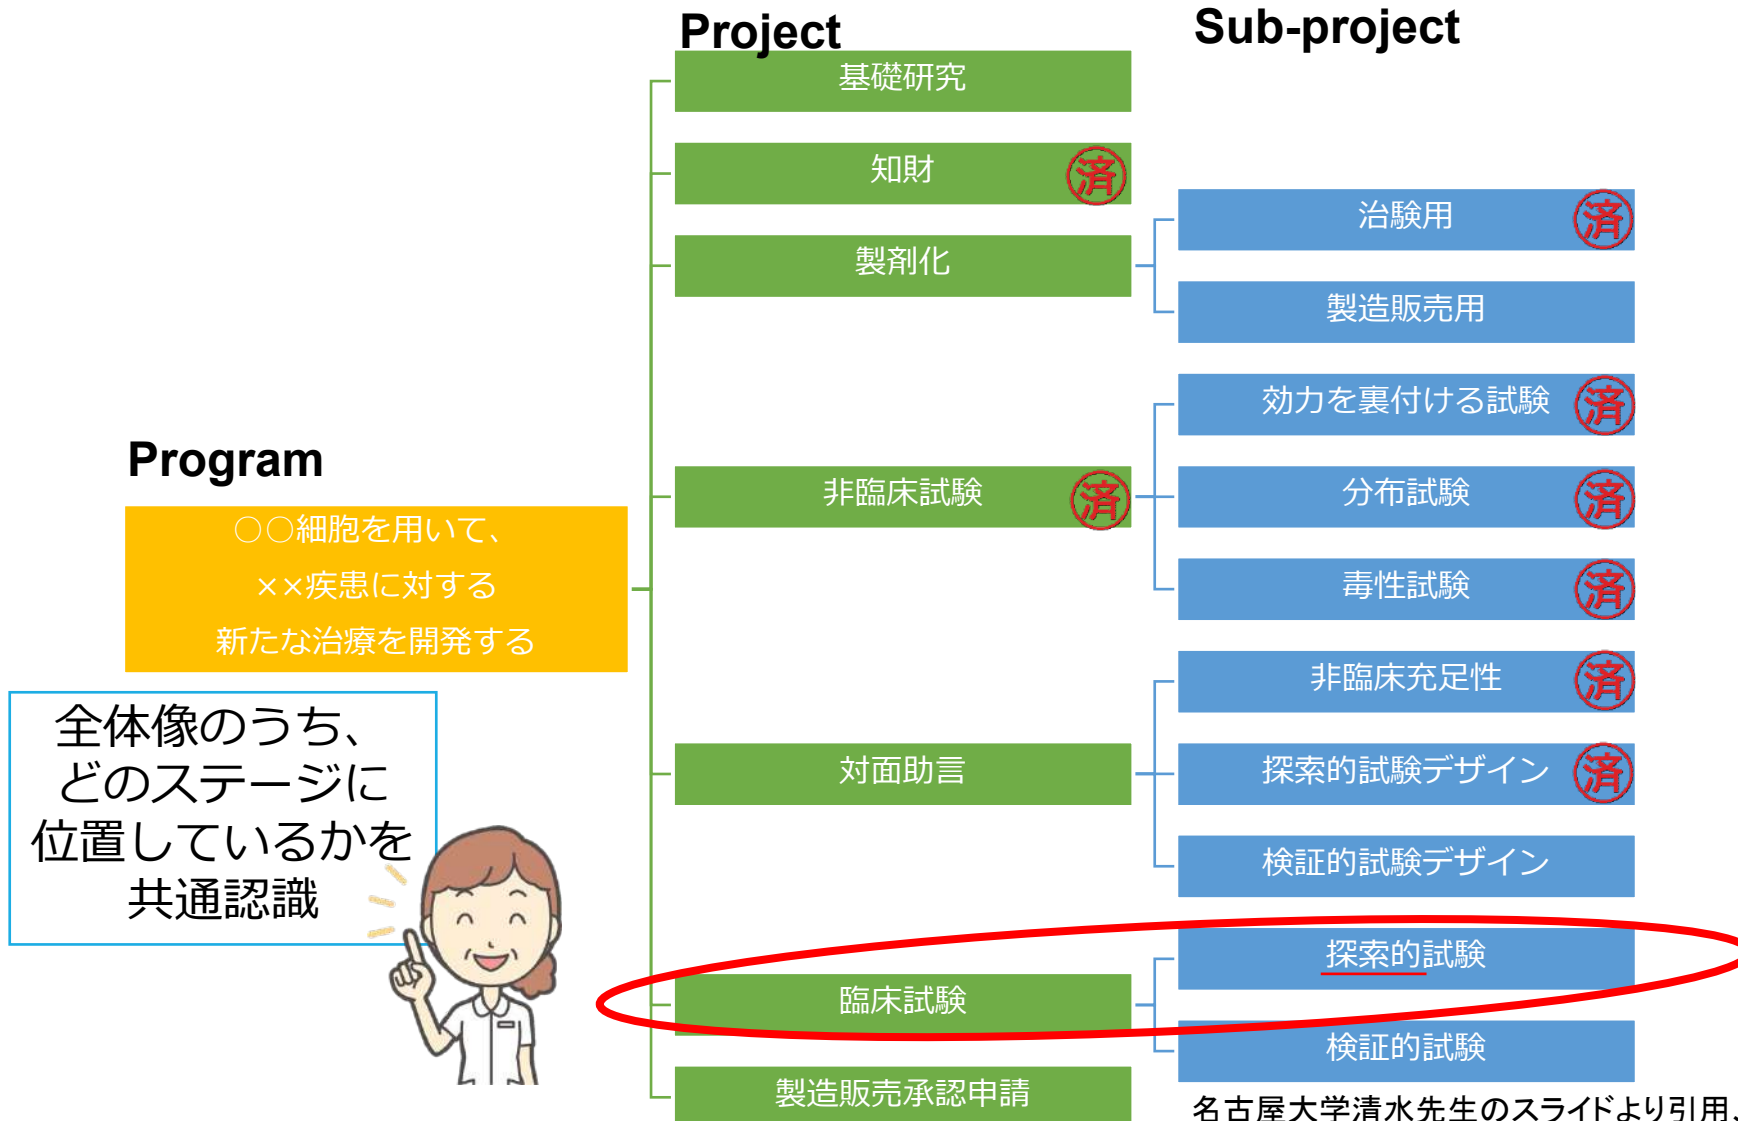 Project
Sub-project
基礎研究
知財
済
治験用
済
製剤化
製造販売用
効力を裏付ける試験
済
Program
非臨床試験
済
分布試験
済
○○細胞を用いて、
××疾患に対する
新たな治療を開発する
毒性試験
済
非臨床充足性
済
全体像のうち、
どのステージに
位置しているかを
共通認識
対面助言
探索的試験デザイン
済
検証的試験デザイン
探索的試験
臨床試験
検証的試験
製造販売承認申請
名古屋大学清水先生のスライドより引用、